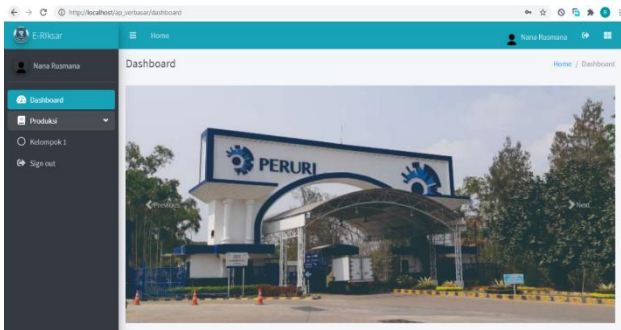 http://localhost/ap_verbasar/dashboard
E-RIksar
Home
Nana Rusmana
Nana Rusmana
Dashboard
Home / Dashboard
Dashboard
Produksi
Kelompok 1
Sign out
PERURI
Previous
Next